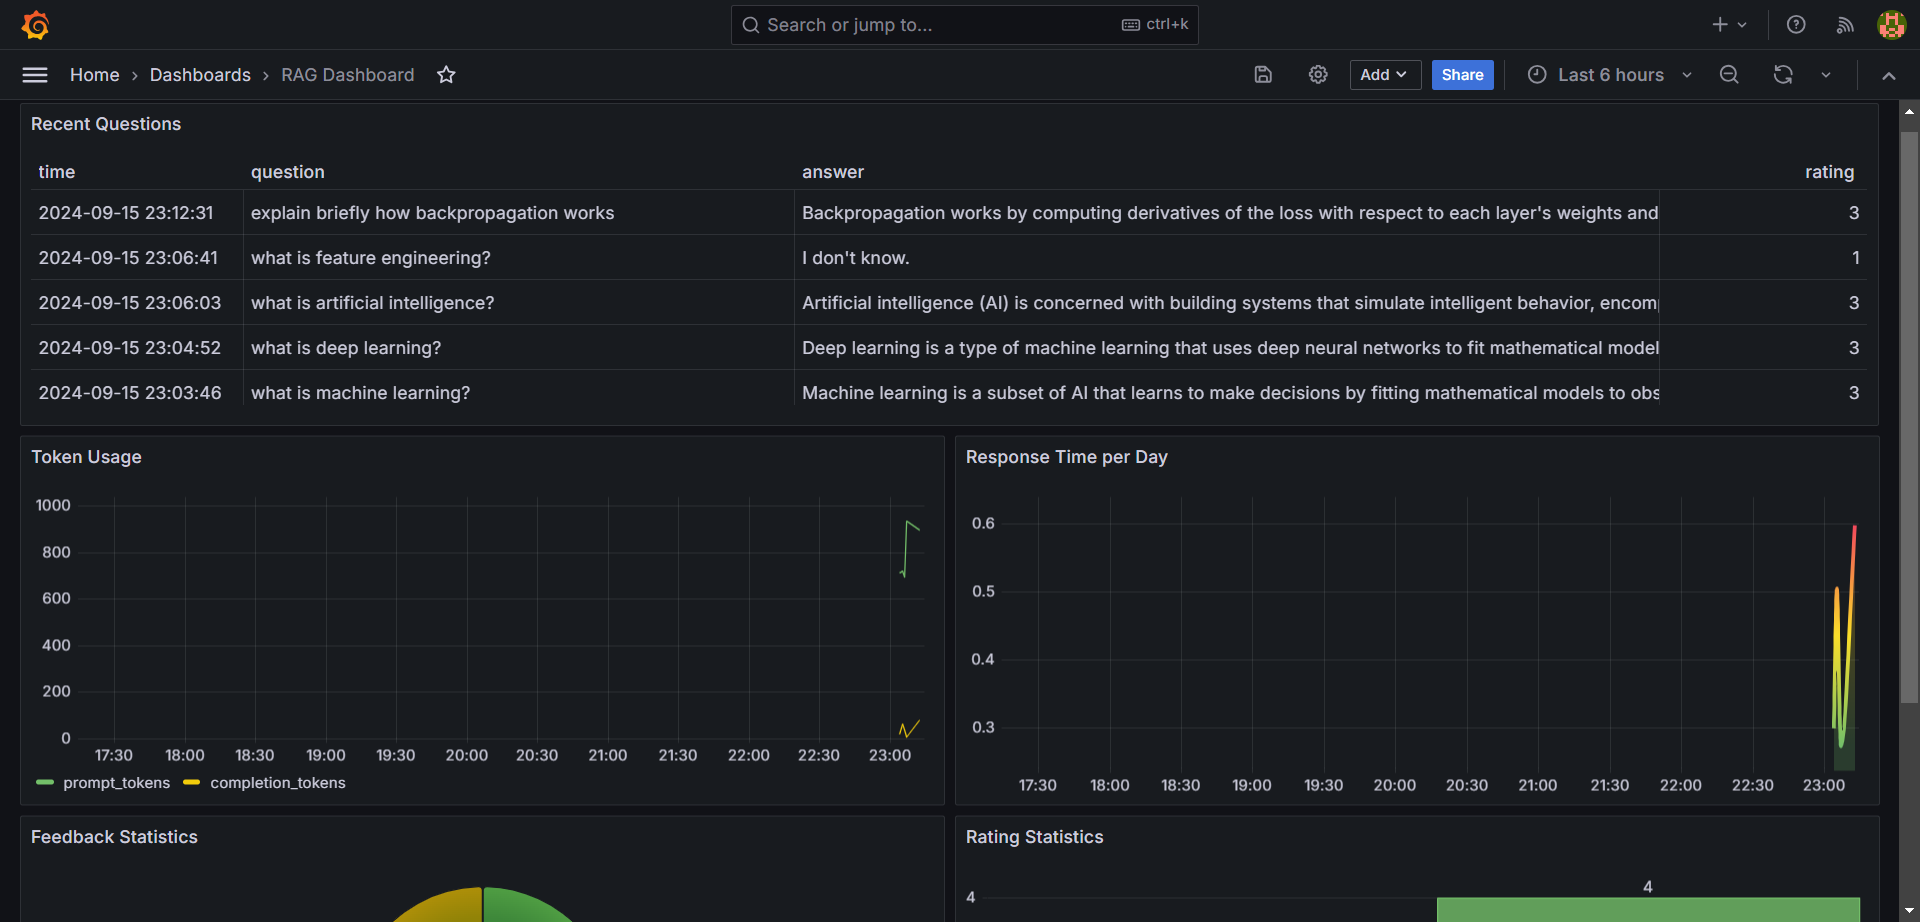 Search or jump to... ctrl+k
Home › Dashboards › RAG Dashboard Add Share Last 6 hours
Recent Questions
time question answer rating
2024-09-15 23:12:31 explain briefly how backpropagation works Backpropagation works by computing derivatives of the loss with respect to each layer's weights and 3
2024-09-15 23:06:41 what is feature engineering? I don't know. 1
2024-09-15 23:06:03 what is artificial intelligence? Artificial intelligence (AI) is concerned with building systems that simulate intelligent behavior, encom 3
2024-09-15 23:04:52 what is deep learning? Deep learning is a type of machine learning that uses deep neural networks to fit mathematical model 3
2024-09-15 23:03:46 what is machine learning? Machine learning is a subset of AI that learns to make decisions by fitting mathematical models to obs 3
Token Usage
1000
800
600
400
200
0
17:30 18:00 18:30 19:00 19:30 20:00 20:30 21:00 21:30 22:00 22:30 23:00
prompt_tokens completion_tokens
Response Time per Day
0.6
0.5
0.4
0.3
17:30 18:00 18:30 19:00 19:30 20:00 20:30 21:00 21:30 22:00 22:30 23:00
Feedback Statistics
Rating Statistics
4
4